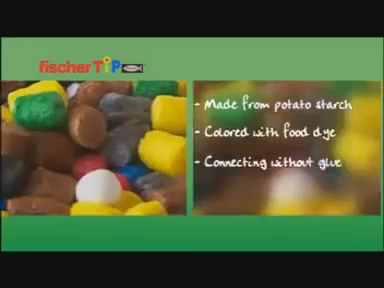 fischerTiP
- Made from potato starch
- Colored with food dye
- Connecting without glue